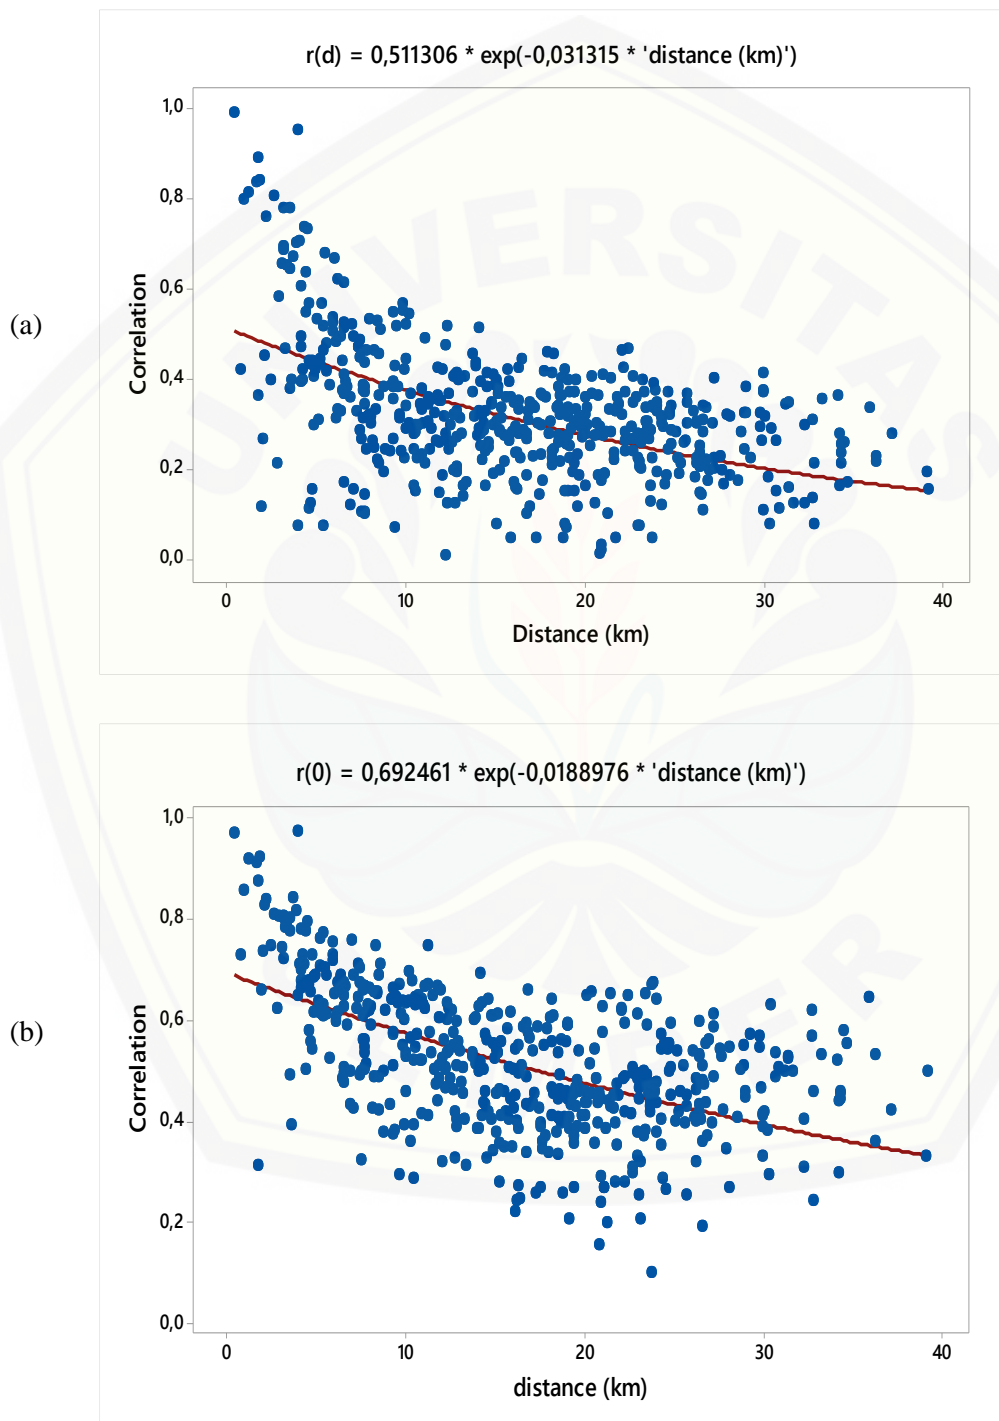 r(d) = 0,511306 * exp(-0,031315 * 'distance (km)')
1,0
0,8
0,6
0,4
0,2
0,0
Correlation
(a)
0 10 20 30 40
Distance (km)
r(0) = 0,692461 * exp(-0,0188976 * 'distance (km)')
1,0
0,8
0,6
0,4
0,2
0,0
Correlation
(b)
0 10 20 30 40
distance (km)
UNIVERSITAS
JEMBER